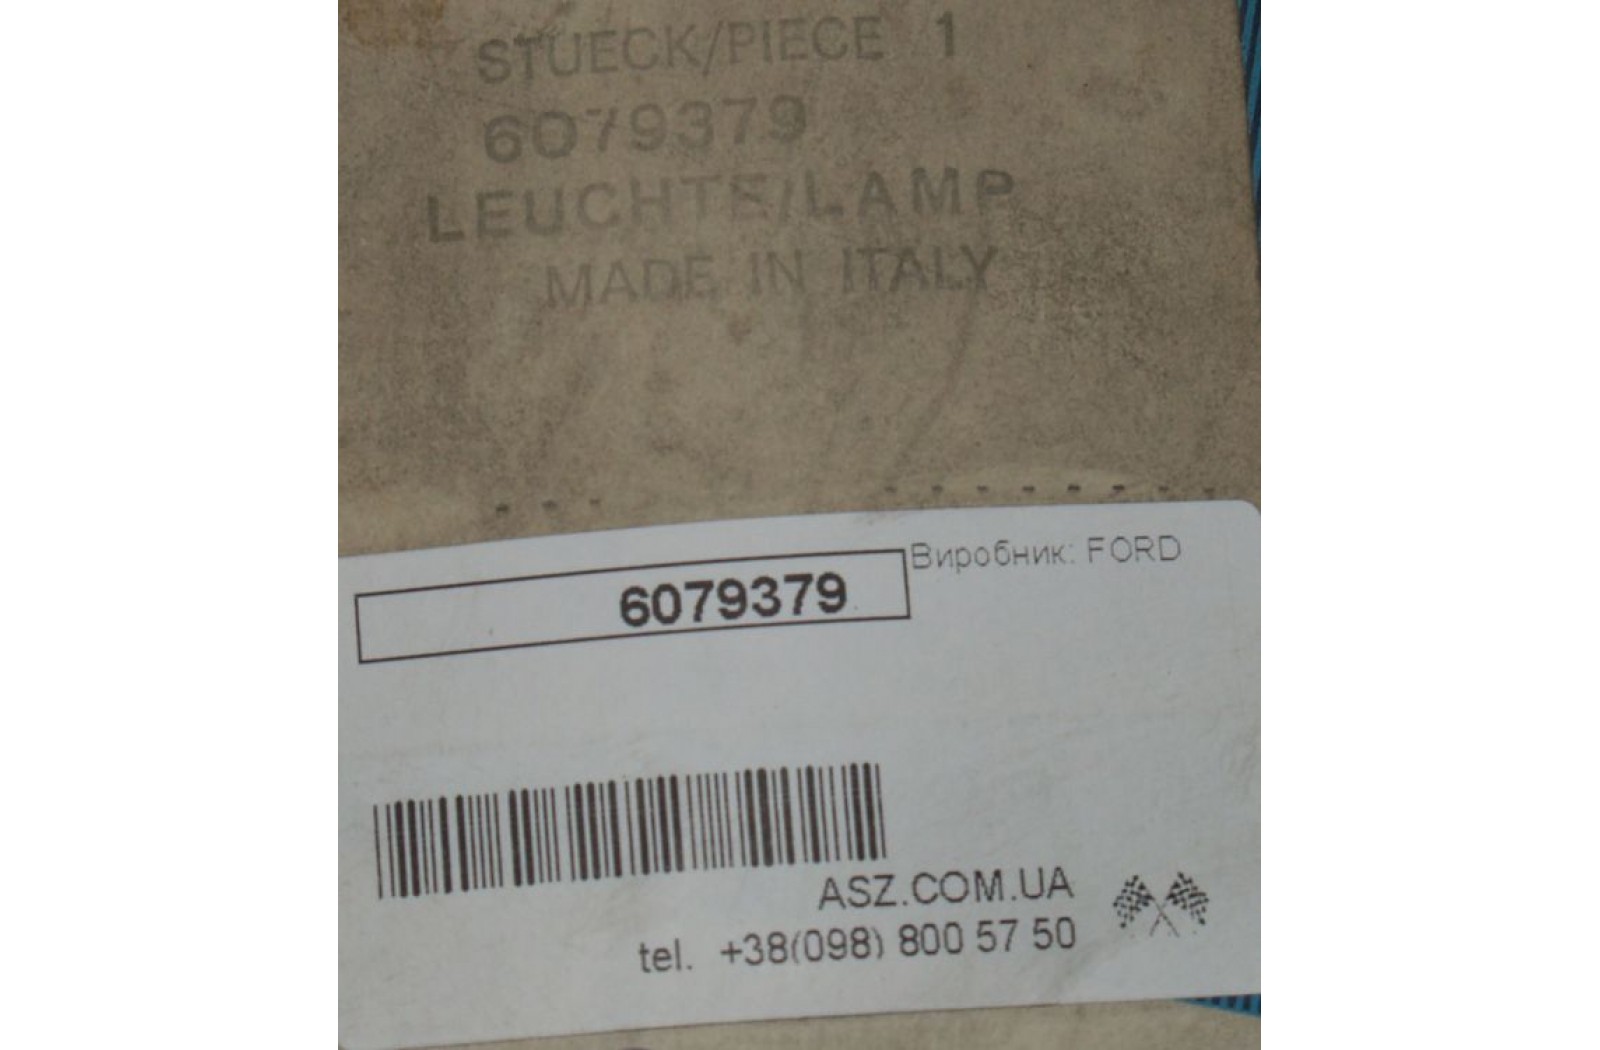 STUECK/PIECE 1
6079379
LEUCHTE/LAMP
MADE IN ITALY
6079379
Виробник: FORD
ASZ.COM.UA
tel. +38(098) 800 57 50